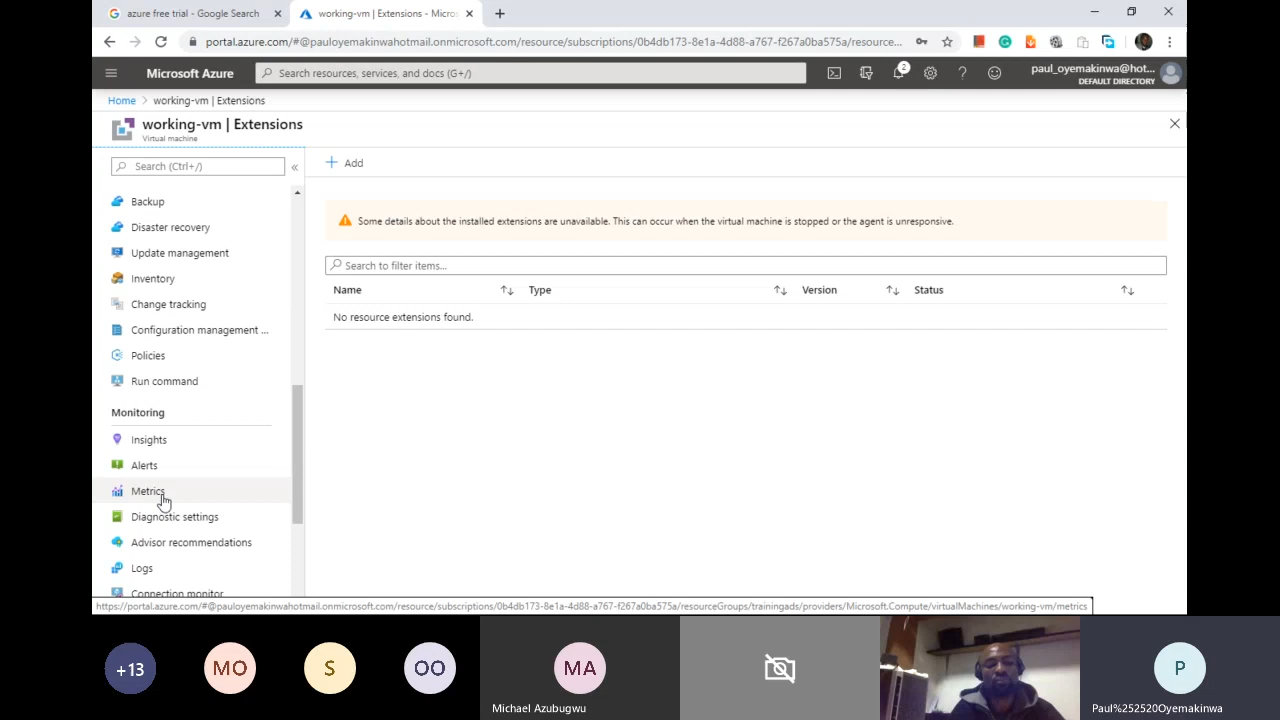 azure free trial - Google Search
working-vm | Extensions - Micros
portal.azure.com/#@pauloyemakinwahotmail.onmicrosoft.com/resource/subscriptions/0b4db173-8e1a-4d88-a767-f267a0ba575a/resource...
Microsoft Azure
Search resources, services, and docs (G+/)
2
paul_oyemakinwa@hot...
DEFAULT DIRECTORY
Home > working-vm | Extensions
working-vm | Extensions
Virtual machine
Search (Ctrl+/)
«
+ Add
Backup
Disaster recovery
Update management
Inventory
Change tracking
Configuration management ...
Policies
Run command
Monitoring
Insights
Alerts
Metrics
Diagnostic settings
Advisor recommendations
Logs
Connection monitor
Some details about the installed extensions are unavailable. This can occur when the virtual machine is stopped or the agent is unresponsive.
Search to filter items...
Name
Type
Version
Status
No resource extensions found.
https://portal.azure.com/#@pauloyemakinwahotmail.onmicrosoft.com/resource/subscriptions/0b4db173-8e1a-4d88-a767-f267a0ba575a/resourceGroups/trainingads/providers/Microsoft.Compute/virtualMachines/working-vm/metrics
+13
MO
S
OO
MA
Michael Azubugwu
P
Paul%252520Oyemakinwa